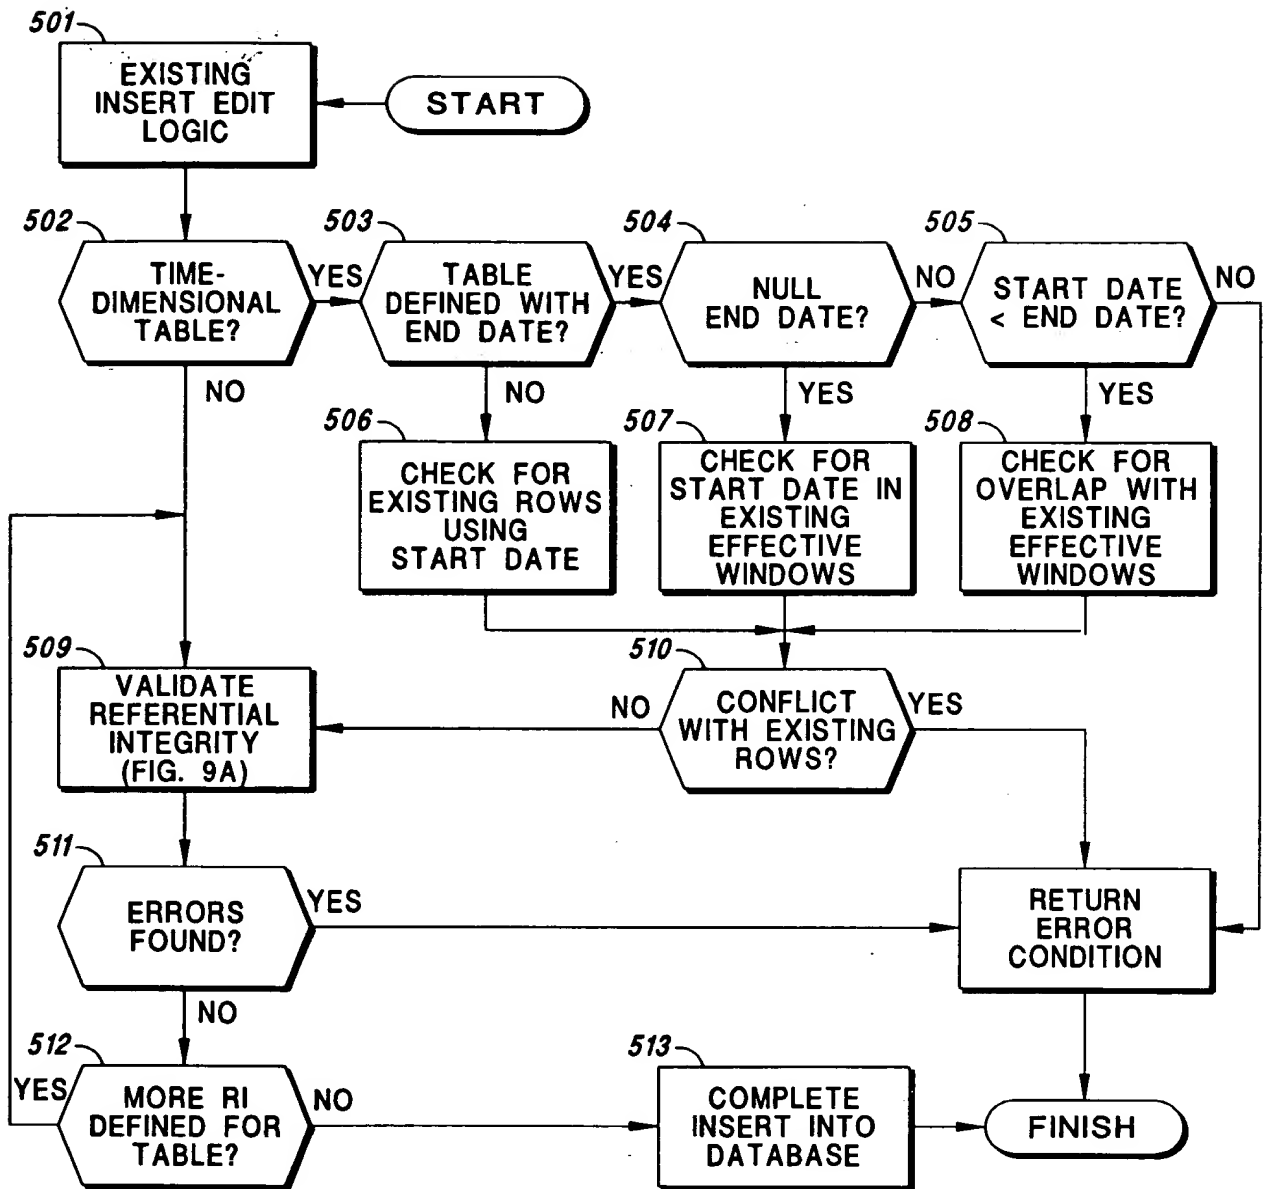 501
EXISTING
INSERT EDIT
LOGIC
START
502
TIME-
DIMENSIONAL
TABLE?
YES
NO
503
TABLE
DEFINED WITH
END DATE?
YES
NO
504
NULL
END DATE?
NO
YES
505
START DATE
< END DATE?
NO
YES
506
CHECK FOR
EXISTING ROWS
USING
START DATE
507
CHECK FOR
START DATE IN
EXISTING
EFFECTIVE
WINDOWS
508
CHECK FOR
OVERLAP WITH
EXISTING
EFFECTIVE
WINDOWS
509
VALIDATE
REFERENTIAL
INTEGRITY
(FIG. 9A)
510
CONFLICT
WITH EXISTING
ROWS?
NO
YES
511
ERRORS
FOUND?
YES
NO
RETURN
ERROR
CONDITION
512
MORE RI
DEFINED FOR
TABLE?
YES
NO
513
COMPLETE
INSERT INTO
DATABASE
FINISH